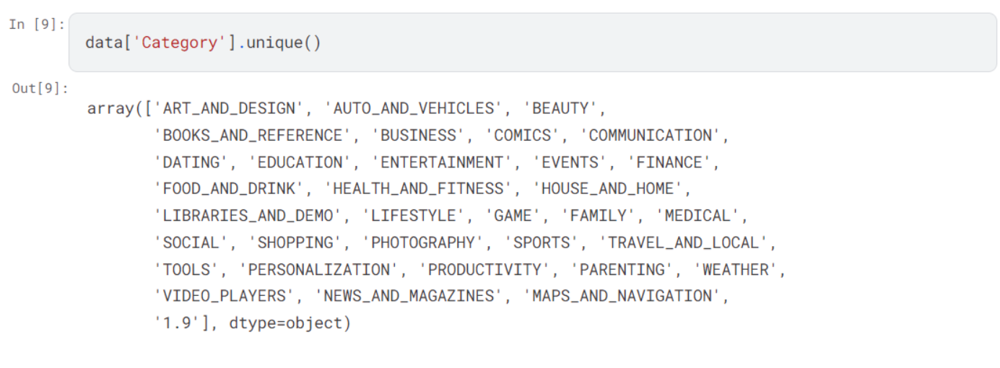 In [9]:
data['Category'].unique()
Out[9]:
array(['ART_AND_DESIGN', 'AUTO_AND_VEHICLES', 'BEAUTY',
'BOOKS_AND_REFERENCE', 'BUSINESS', 'COMICS', 'COMMUNICATION',
'DATING', 'EDUCATION', 'ENTERTAINMENT', 'EVENTS', 'FINANCE',
'FOOD_AND_DRINK', 'HEALTH_AND_FITNESS', 'HOUSE_AND_HOME',
'LIBRARIES_AND_DEMO', 'LIFESTYLE', 'GAME', 'FAMILY', 'MEDICAL',
'SOCIAL', 'SHOPPING', 'PHOTOGRAPHY', 'SPORTS', 'TRAVEL_AND_LOCAL',
'TOOLS', 'PERSONALIZATION', 'PRODUCTIVITY', 'PARENTING', 'WEATHER',
'VIDEO_PLAYERS', 'NEWS_AND_MAGAZINES', 'MAPS_AND_NAVIGATION',
'1.9'], dtype=object)